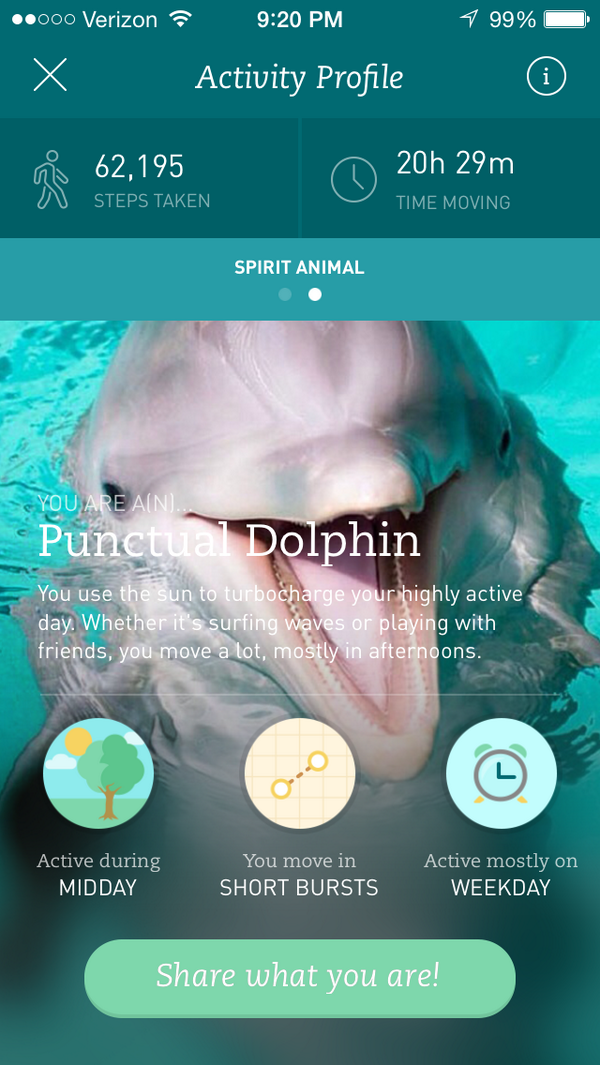 Verizon 9:20 PM 99%
Activity Profile
i
62,195
STEPS TAKEN
20h 29m
TIME MOVING
SPIRIT ANIMAL
YOU ARE A(N)...
Punctual Dolphin
You use the sun to turbocharge your highly active
day. Whether it's surfing waves or playing with
friends, you move a lot, mostly in afternoons.
Active during
MIDDAY
You move in
SHORT BURSTS
Active mostly on
WEEKDAY
Share what you are!